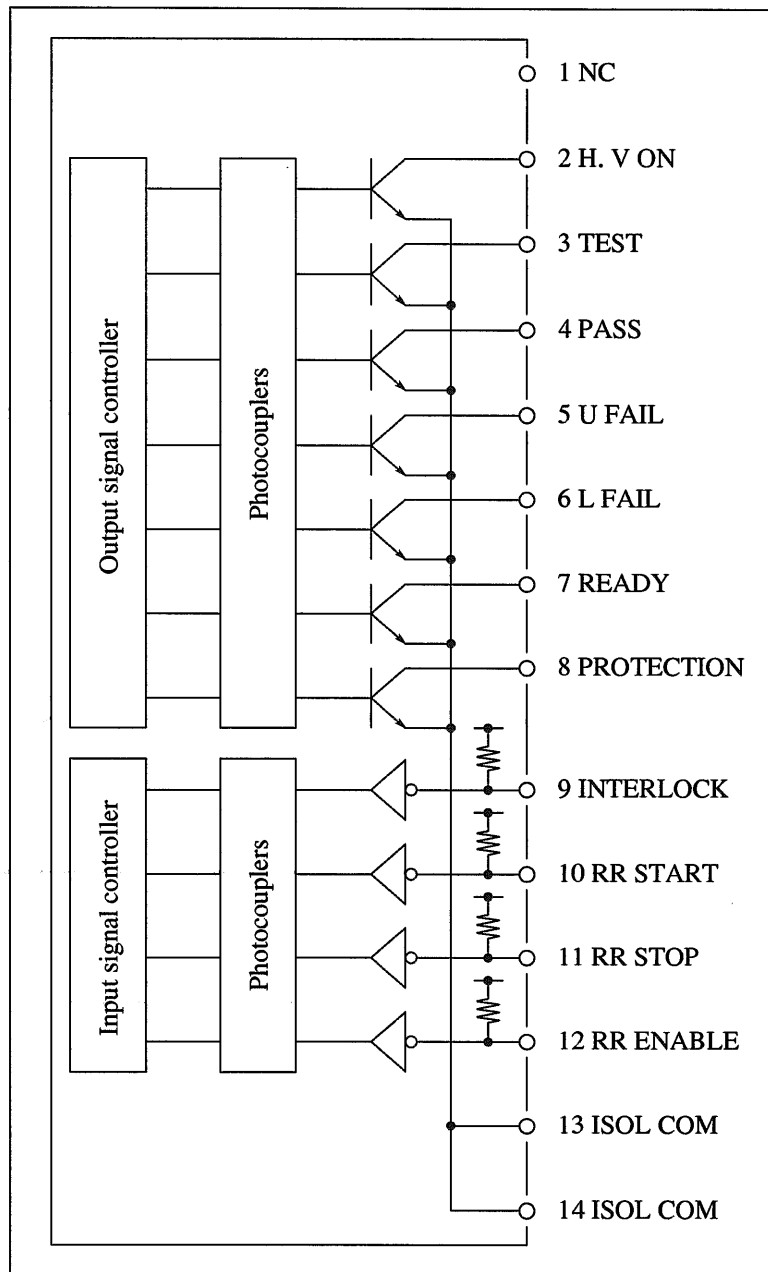 1 NC
2 H. V ON
3 TEST
4 PASS
5 U FAIL
6 L FAIL
7 READY
8 PROTECTION
Output signal controller
Photocouplers
9 INTERLOCK
10 RR START
11 RR STOP
12 RR ENABLE
Input signal controller
Photocouplers
13 ISOL COM
14 ISOL COM